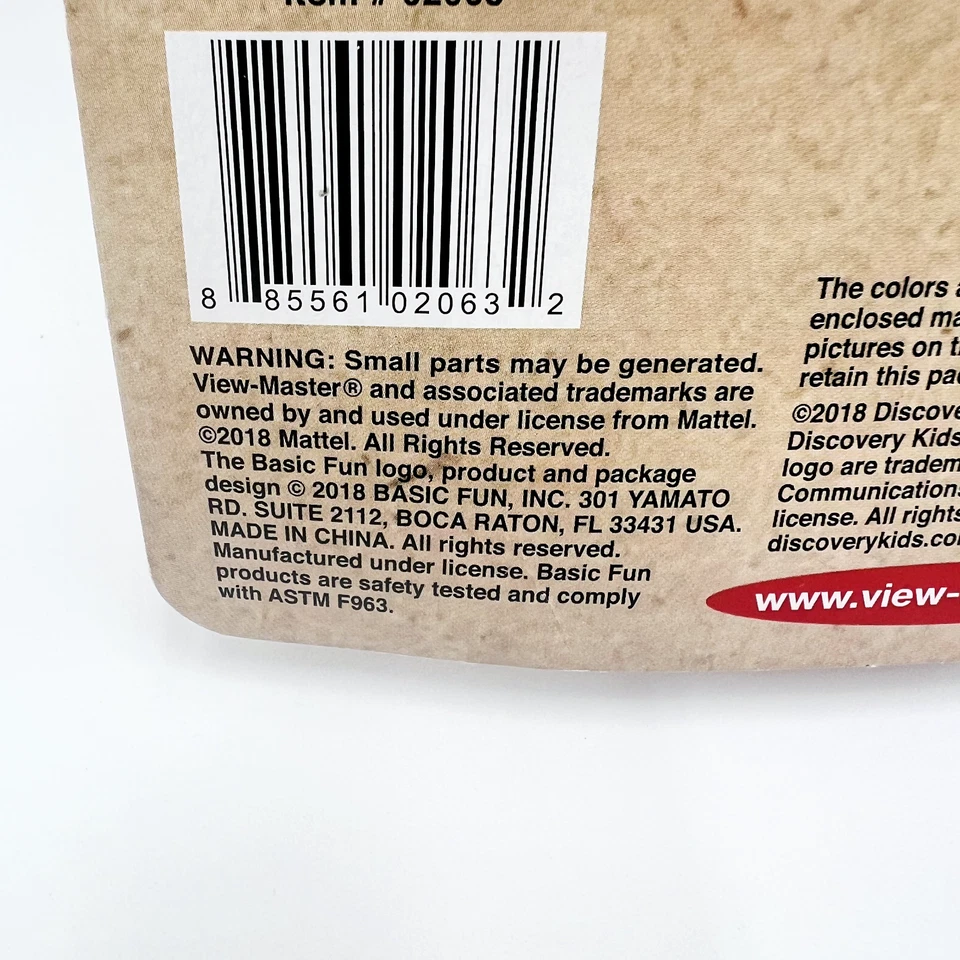 8 85561 02063 2
WARNING: Small parts may be generated.
View-Master® and associated trademarks are
owned by and used under license from Mattel.
©2018 Mattel. All Rights Reserved.
The Basic Fun logo, product and package
design © 2018 BASIC FUN, INC. 301 YAMATO
RD. SUITE 2112, BOCA RATON, FL 33431 USA.
MADE IN CHINA. All rights reserved.
Manufactured under license. Basic Fun
products are safety tested and comply
with ASTM F963.
The colors
enclosed
pictures on
retain this
©2018
Discovery Kids
logo are
license. All rights
www.view-